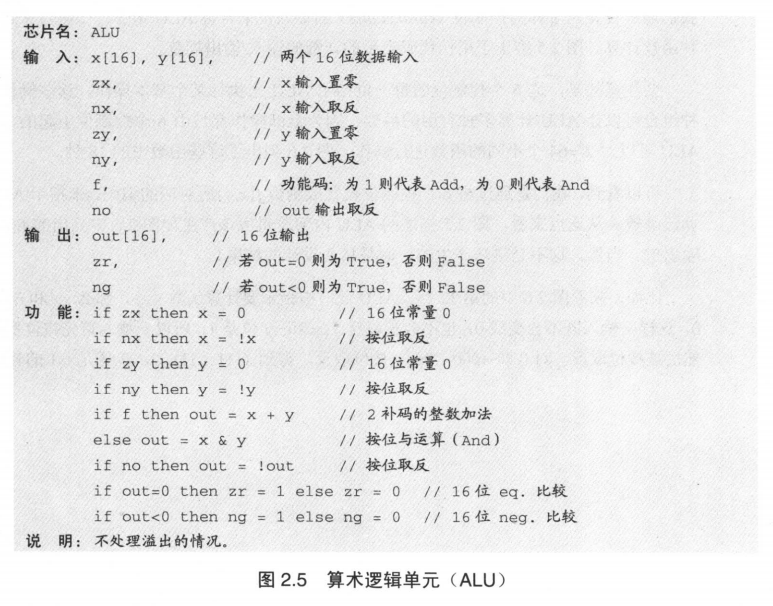 芯片名: ALU
输 入: x[16], y[16], // 两个16位数据输入
zx, // x输入置零
nx, // x输入取反
zy, // y输入置零
ny, // y输入取反
f, // 功能码: 为1则代表Add, 为0则代表And
no // out输出取反
输 出: out[16], // 16位输出
zr, // 若out=0则为True, 否则False
ng // 若out<0则为True, 否则False
功 能: if zx then x = 0 // 16位常量0
if nx then x = !x // 按位取反
if zy then y = 0 // 16位常量0
if ny then y = !y // 按位取反
if f then out = x + y // 2补码的整数加法
else out = x & y // 按位与运算(And)
if no then out = !out // 按位取反
if out=0 then zr = 1 else zr = 0 // 16位 eq. 比较
if out<0 then ng = 1 else ng = 0 // 16位 neg. 比较
说 明: 不处理溢出的情况。
图 2.5 算术逻辑单元(ALU)